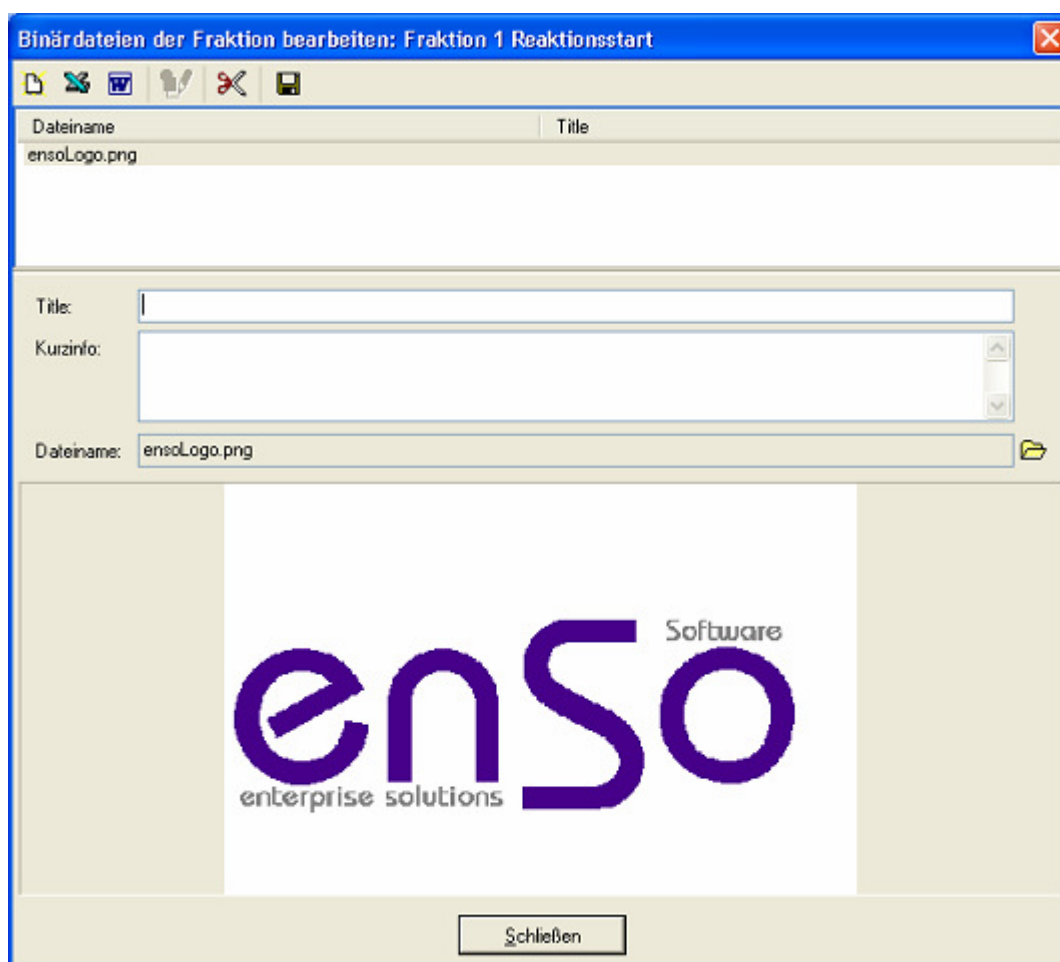 Binärdateien der Fraktion bearbeiten: Fraktion 1 Reaktionsstart
Dateiname Title
ensoLogo.png
Title:
Kurzinfo:
Dateiname: ensoLogo.png
Software
enSo
enterprise solutions
Schließen